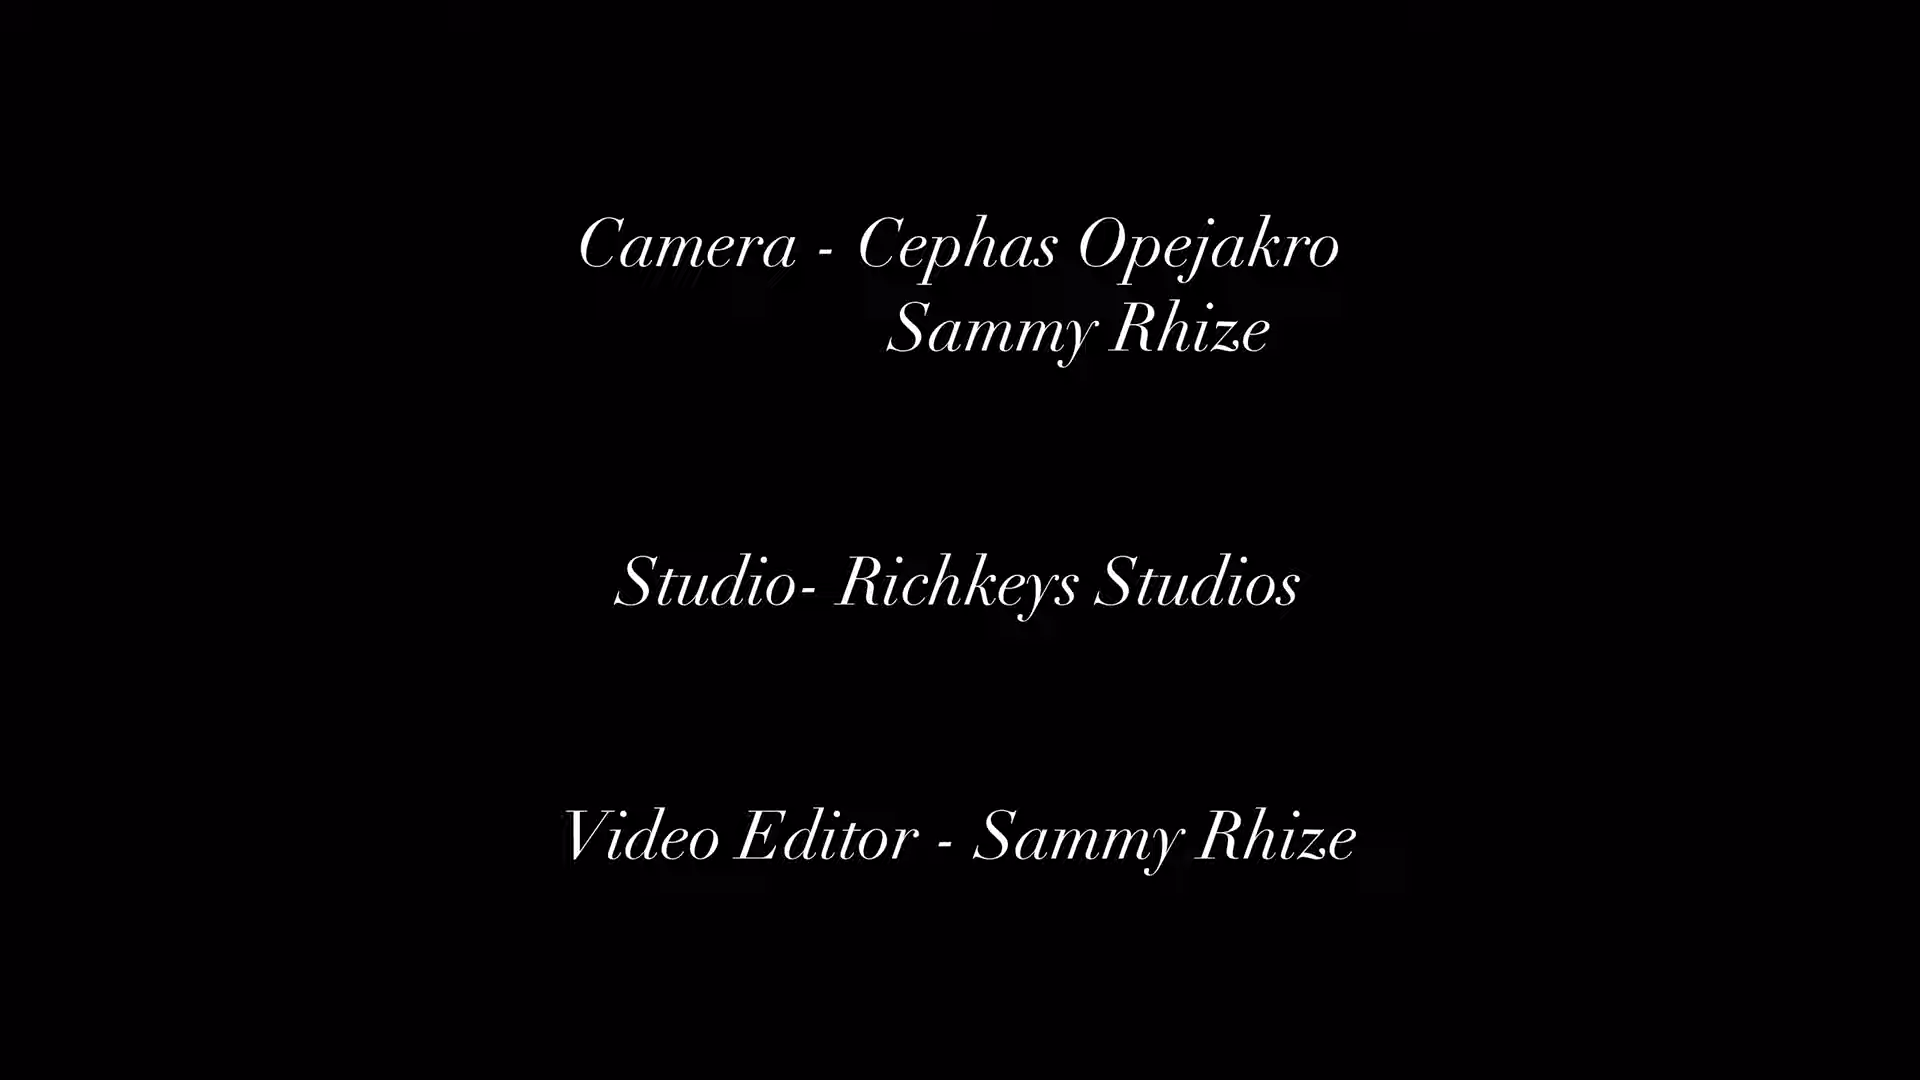 Camera - Cephas Opejakro
Sammy Rhize
Studio- Richkeys Studios
Video Editor - Sammy Rhize